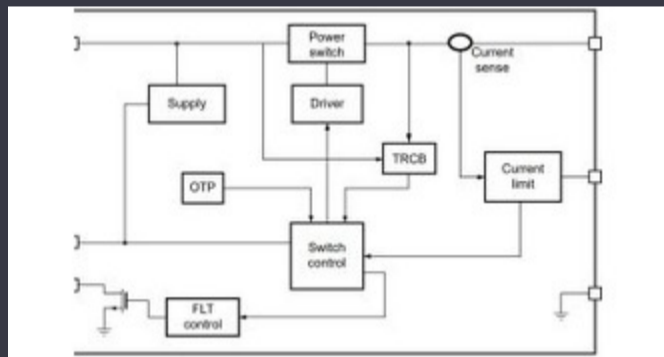 Power
switch
Current
sense
Supply
Driver
TRCB
Current
limit
OTP
Switch
control
FLT
control